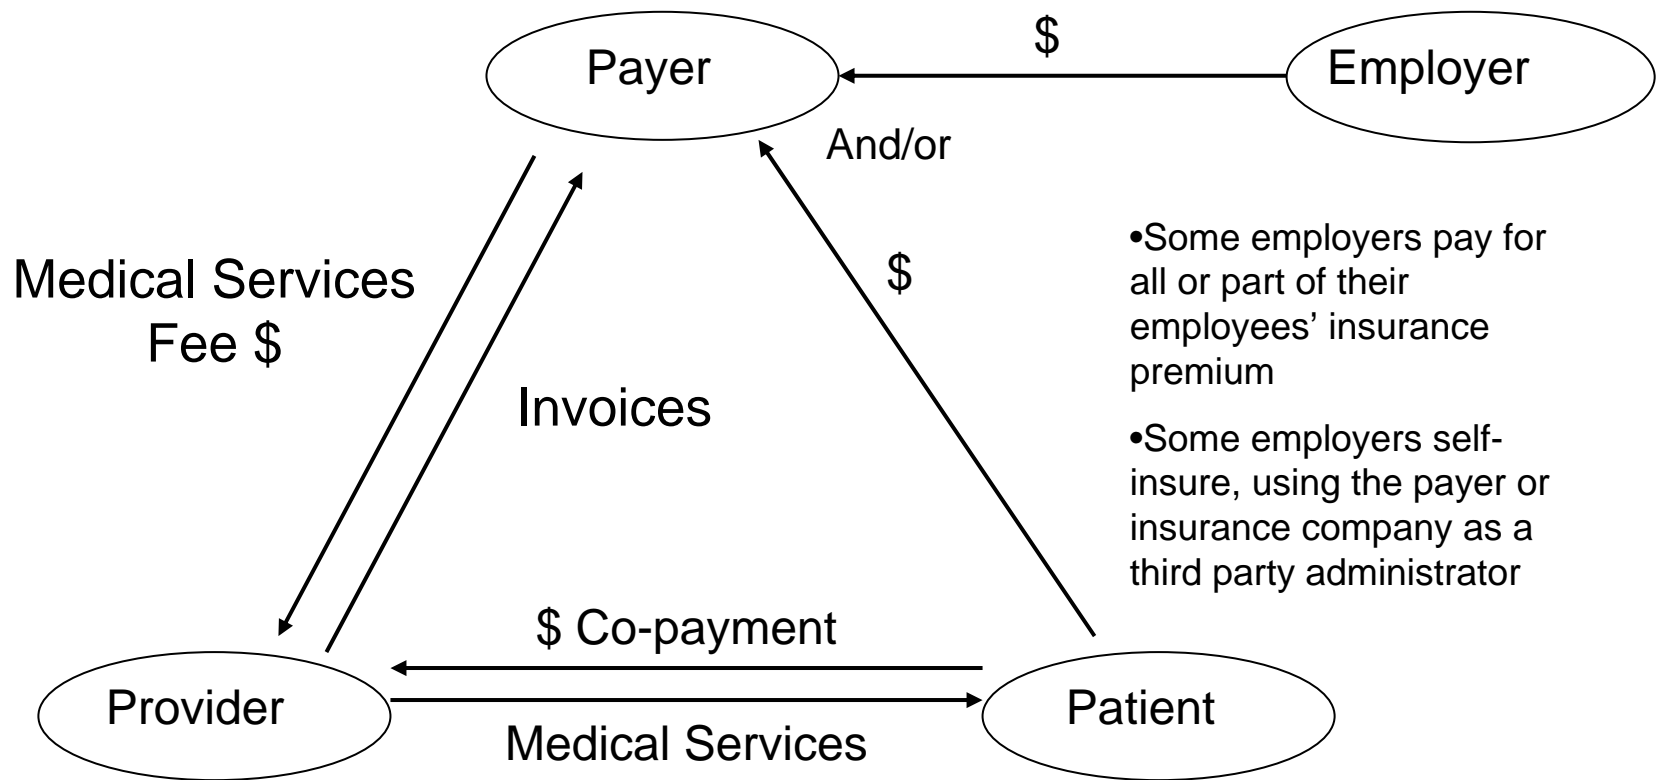 $
Payer
Employer
And/or
Medical Services
Fee $
$
Invoices
•Some employers pay for
all or part of their
employees’ insurance
premium
•Some employers self-
insure, using the payer or
insurance company as a
third party administrator
$ Co-payment
Provider
Patient
Medical Services